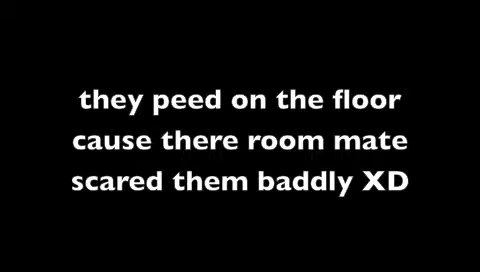 they peed on the floor
cause there room mate
scared them baddly XD